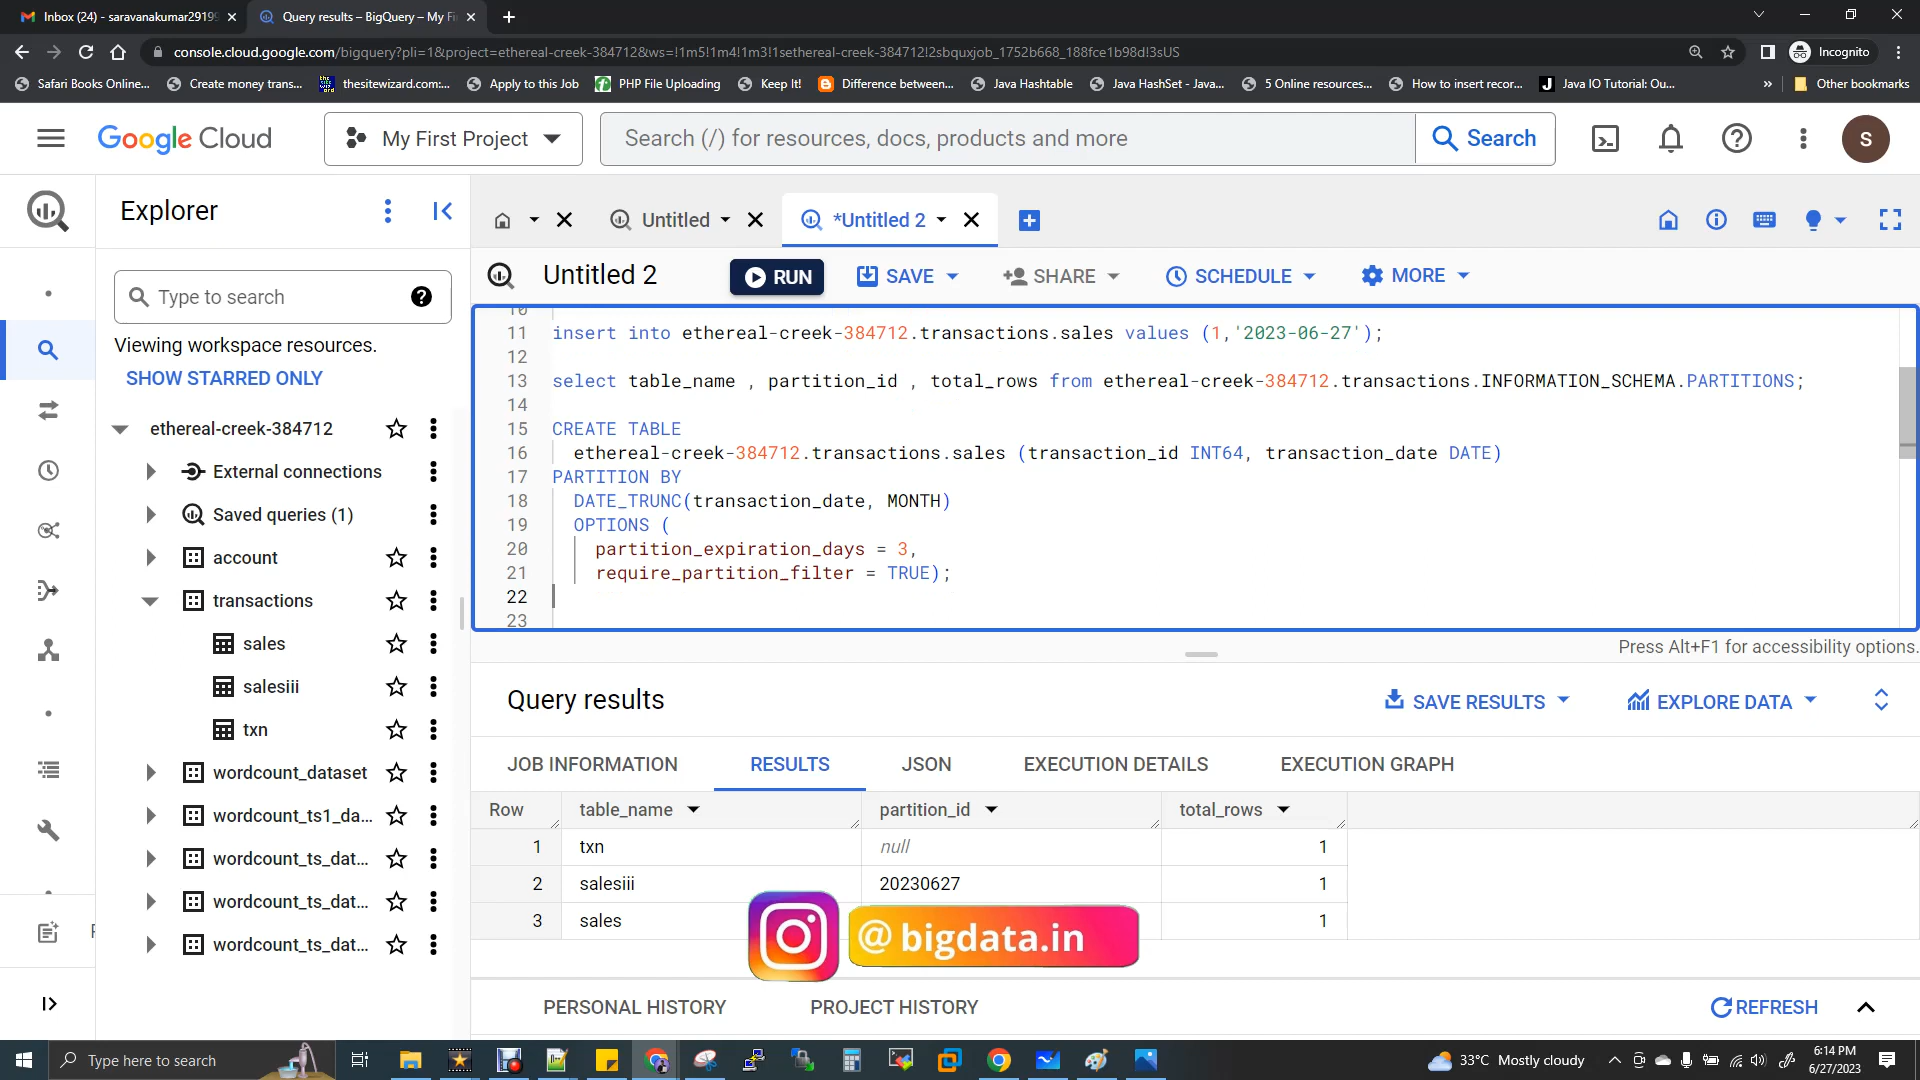 Inbox (24) - saravanakumar29199
Query results – BigQuery – My Fi
console.cloud.google.com/bigquery?pli=1&project=ethereal-creek-384712&ws=!1m5!1m4!1m3!1sethereal-creek-384712!2sbquxjob_1752b668_188fce1b98d!3sUS
Incognito
Safari Books Online...
Create money trans...
thesitewizard.com:...
Apply to this Job
PHP File Uploading
Keep It!
Difference between...
Java Hashtable
Java HashSet - Java...
5 Online resources...
How to insert recor...
Java IO Tutorial: Ou...
»
Other bookmarks
Google Cloud
My First Project
Search (/) for resources, docs, products and more
Search
S
Explorer
Untitled
*Untitled 2
Untitled 2
RUN
SAVE
SHARE
SCHEDULE
MORE
Type to search
Viewing workspace resources.
SHOW STARRED ONLY
ethereal-creek-384712
External connections
Saved queries (1)
account
transactions
sales
salesiii
txn
wordcount_dataset
wordcount_ts1_da...
wordcount_ts_dat...
wordcount_ts_dat...
wordcount_ts_dat...
10
11 insert into ethereal-creek-384712.transactions.sales values (1,'2023-06-27');
12
13 select table_name , partition_id , total_rows from ethereal-creek-384712.transactions.INFORMATION_SCHEMA.PARTITIONS;
14
15 CREATE TABLE
16 ethereal-creek-384712.transactions.sales (transaction_id INT64, transaction_date DATE)
17 PARTITION BY
18 DATE_TRUNC(transaction_date, MONTH)
19 OPTIONS (
20 partition_expiration_days = 3,
21 require_partition_filter = TRUE);
22
23
Press Alt+F1 for accessibility options.
Query results
SAVE RESULTS
EXPLORE DATA
JOB INFORMATION
RESULTS
JSON
EXECUTION DETAILS
EXECUTION GRAPH
Row table_name partition_id total_rows
1 txn null 1
2 salesiii 20230627 1
3 sales 1
@ bigdata.in
PERSONAL HISTORY
PROJECT HISTORY
REFRESH
Type here to search
33°C Mostly cloudy
6:14 PM
6/27/2023